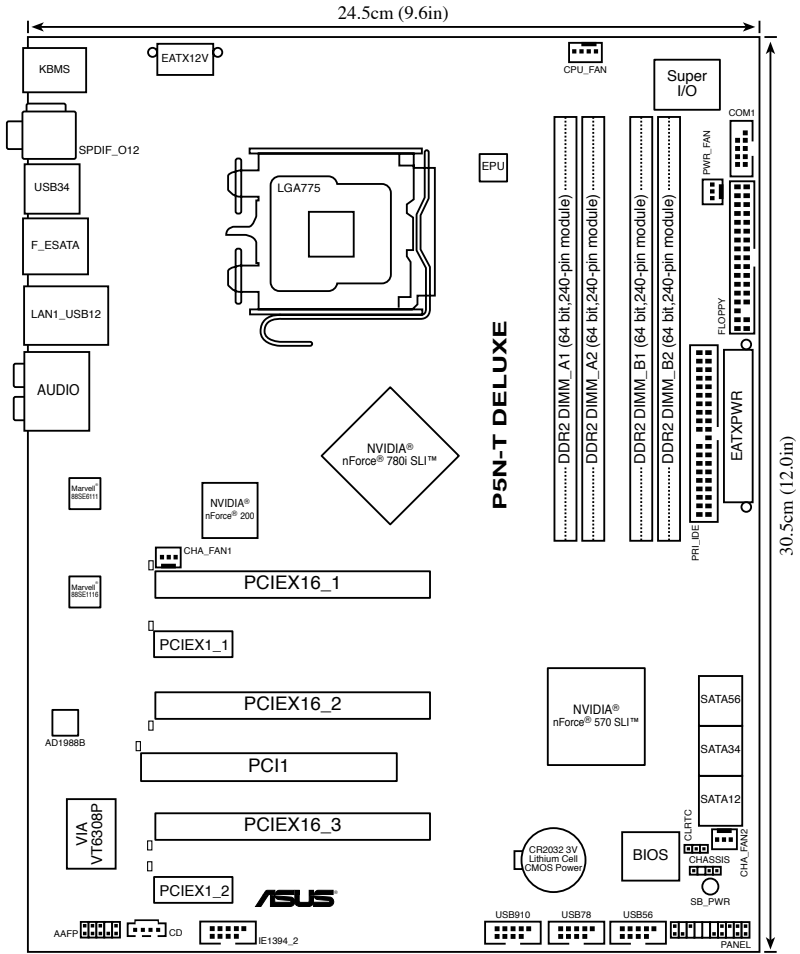 24.5cm (9.6in)
KBMS
EATX12V
CPU_FAN
Super
I/O
COM1
PWR_FAN
SPDIF_O12
EPU
LGA775
USB34
F_ESATA
LAN1_USB12
AUDIO
FLOPPY
DDR2 DIMM_A1 (64 bit,240-pin module)
DDR2 DIMM_A2 (64 bit,240-pin module)
DDR2 DIMM_B1 (64 bit,240-pin module)
DDR2 DIMM_B2 (64 bit,240-pin module)
P5N-T DELUXE
EATXPWR
PRI_IDE
30.5cm (12.0in)
NVIDIA®
nForce® 780i SLI™
Marvell®
88SE6111
NVIDIA®
nForce® 200
CHA_FAN1
PCIEX16_1
Marvell®
88SE1116
PCIEX1_1
PCIEX16_2
NVIDIA®
nForce® 570 SLI™
SATA56
AD1988B
PCI1
SATA34
SATA12
VIA
VT6308P
PCIEX16_3
CR2032 3V
Lithium Cell
CMOS Power
BIOS
CLRTC
CHA_FAN2
CHASSIS
SB_PWR
PCIEX1_2
ASUS®
AAFP
CD
IE1394_2
USB910
USB78
USB56
PANEL